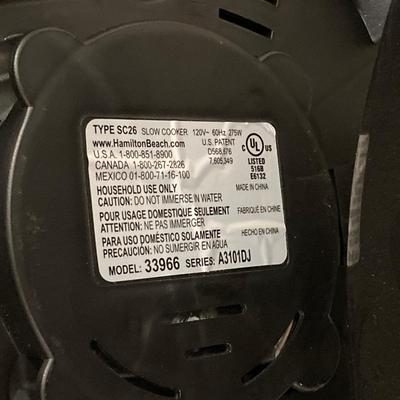 TYPE SC26 SLOW COOKER 120V~ 60Hz 275W
www.HamiltonBeach.com
U.S. PATENT
U.S.A. 1-800-851-8900
D568,676
CANADA 1-800-267-2826
7,605,349
MEXICO 01-800-71-16-100
C UL US
LISTED
516B
E6132
HOUSEHOLD USE ONLY
MADE IN CHINA
CAUTION: DO NOT IMMERSE IN WATER
POUR USAGE DOMESTIQUE SEULEMENT
FABRIQUÉ EN CHINE
ATTENTION: NE PAS IMMERGER
PARA USO DOMÉSTICO SOLAMENTE
HECHO EN CHINA
PRECAUCIÓN: NO SUMERGIR EN AGUA
MODEL: 33966 SERIES: A3101DJ